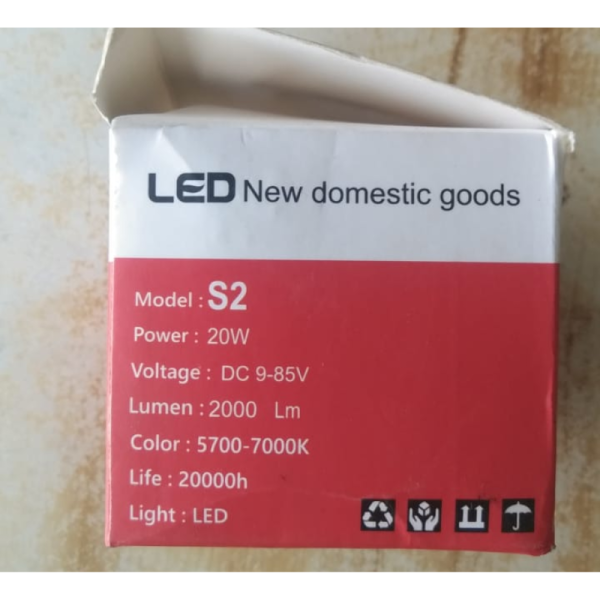 LED New domestic goods
Model : S2
Power : 20W
Voltage : DC 9-85V
Lumen : 2000 Lm
Color : 5700-7000K
Life : 20000h
Light : LED